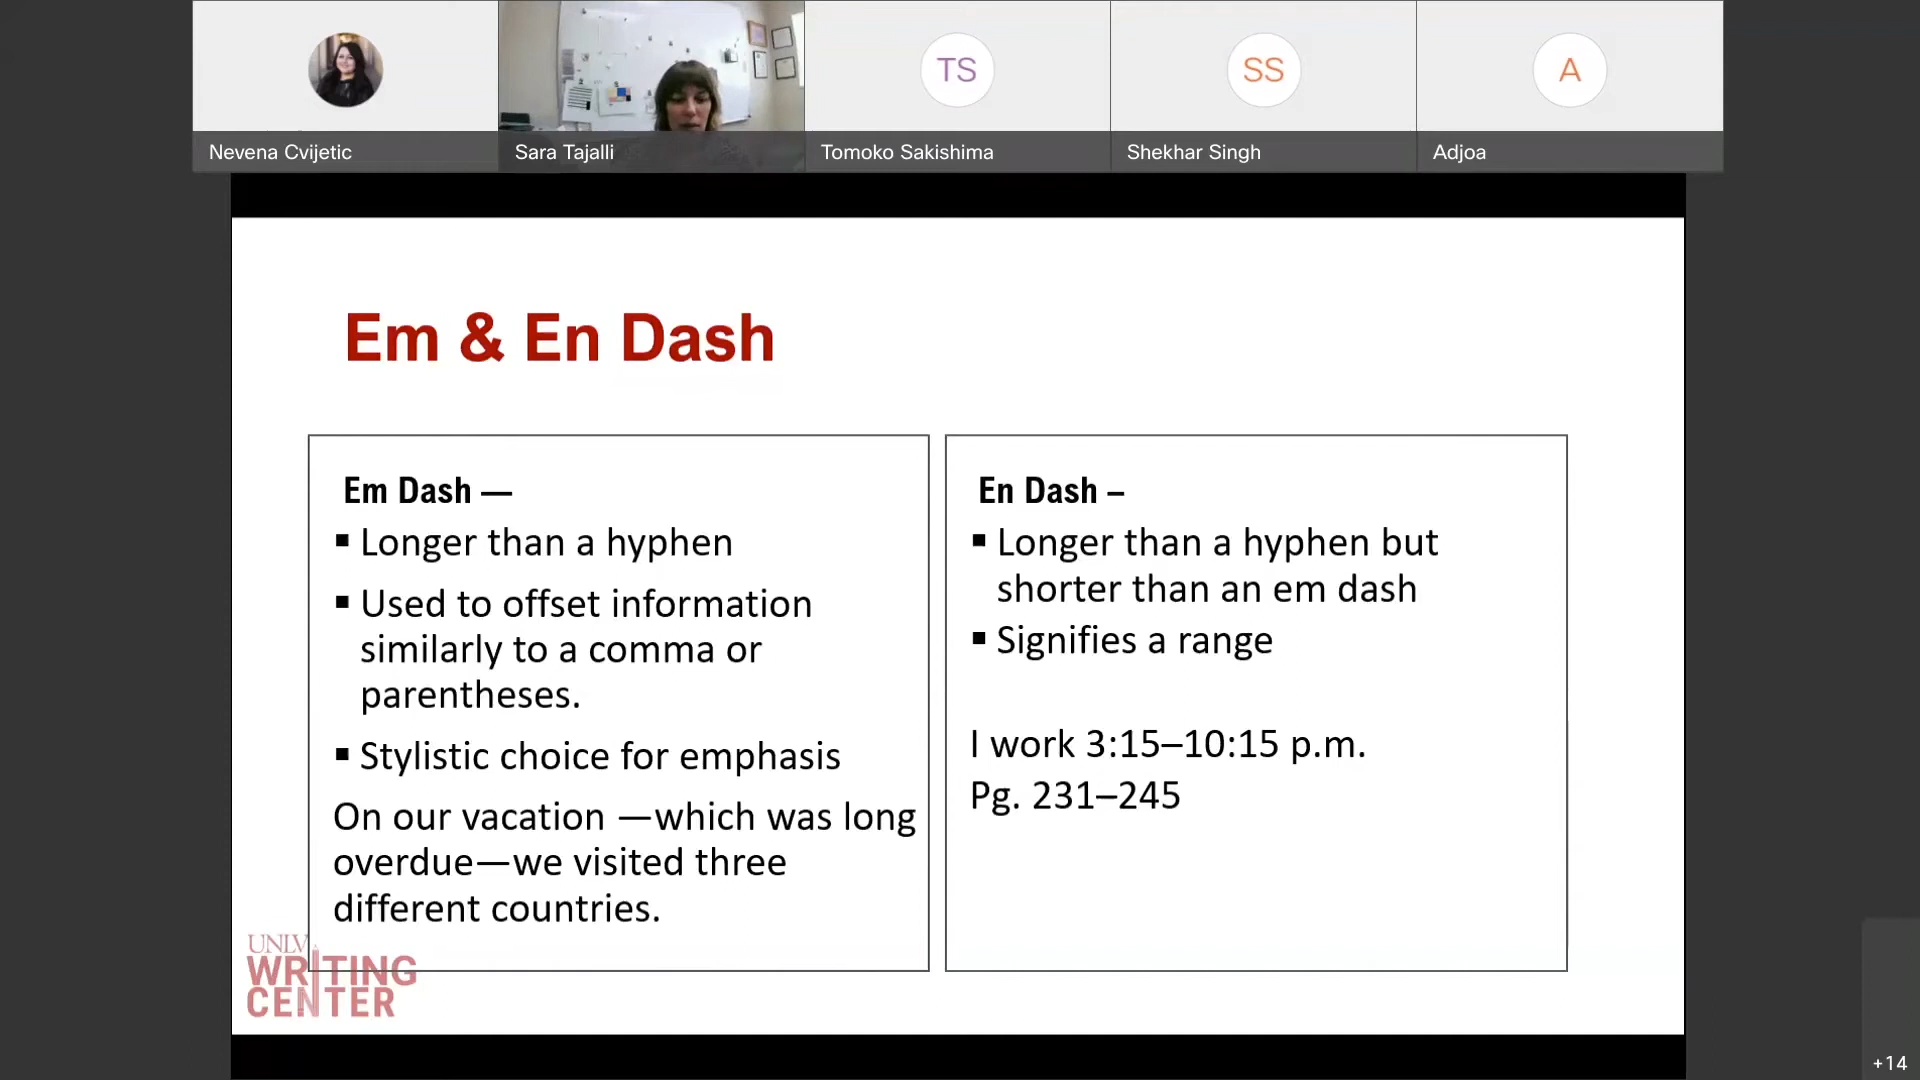 TS
SS
A
Nevena Cvijetic
Sara Tajalli
Tomoko Sakishima
Shekhar Singh
Adjoa
Em & En Dash
Em Dash —
▪ Longer than a hyphen
▪ Used to offset information
similarly to a comma or
parentheses.
▪ Stylistic choice for emphasis
On our vacation —which was long
overdue—we visited three
different countries.
En Dash –
▪ Longer than a hyphen but
shorter than an em dash
▪ Signifies a range
I work 3:15–10:15 p.m.
Pg. 231–245
UNLV
WRITING
CENTER
+14